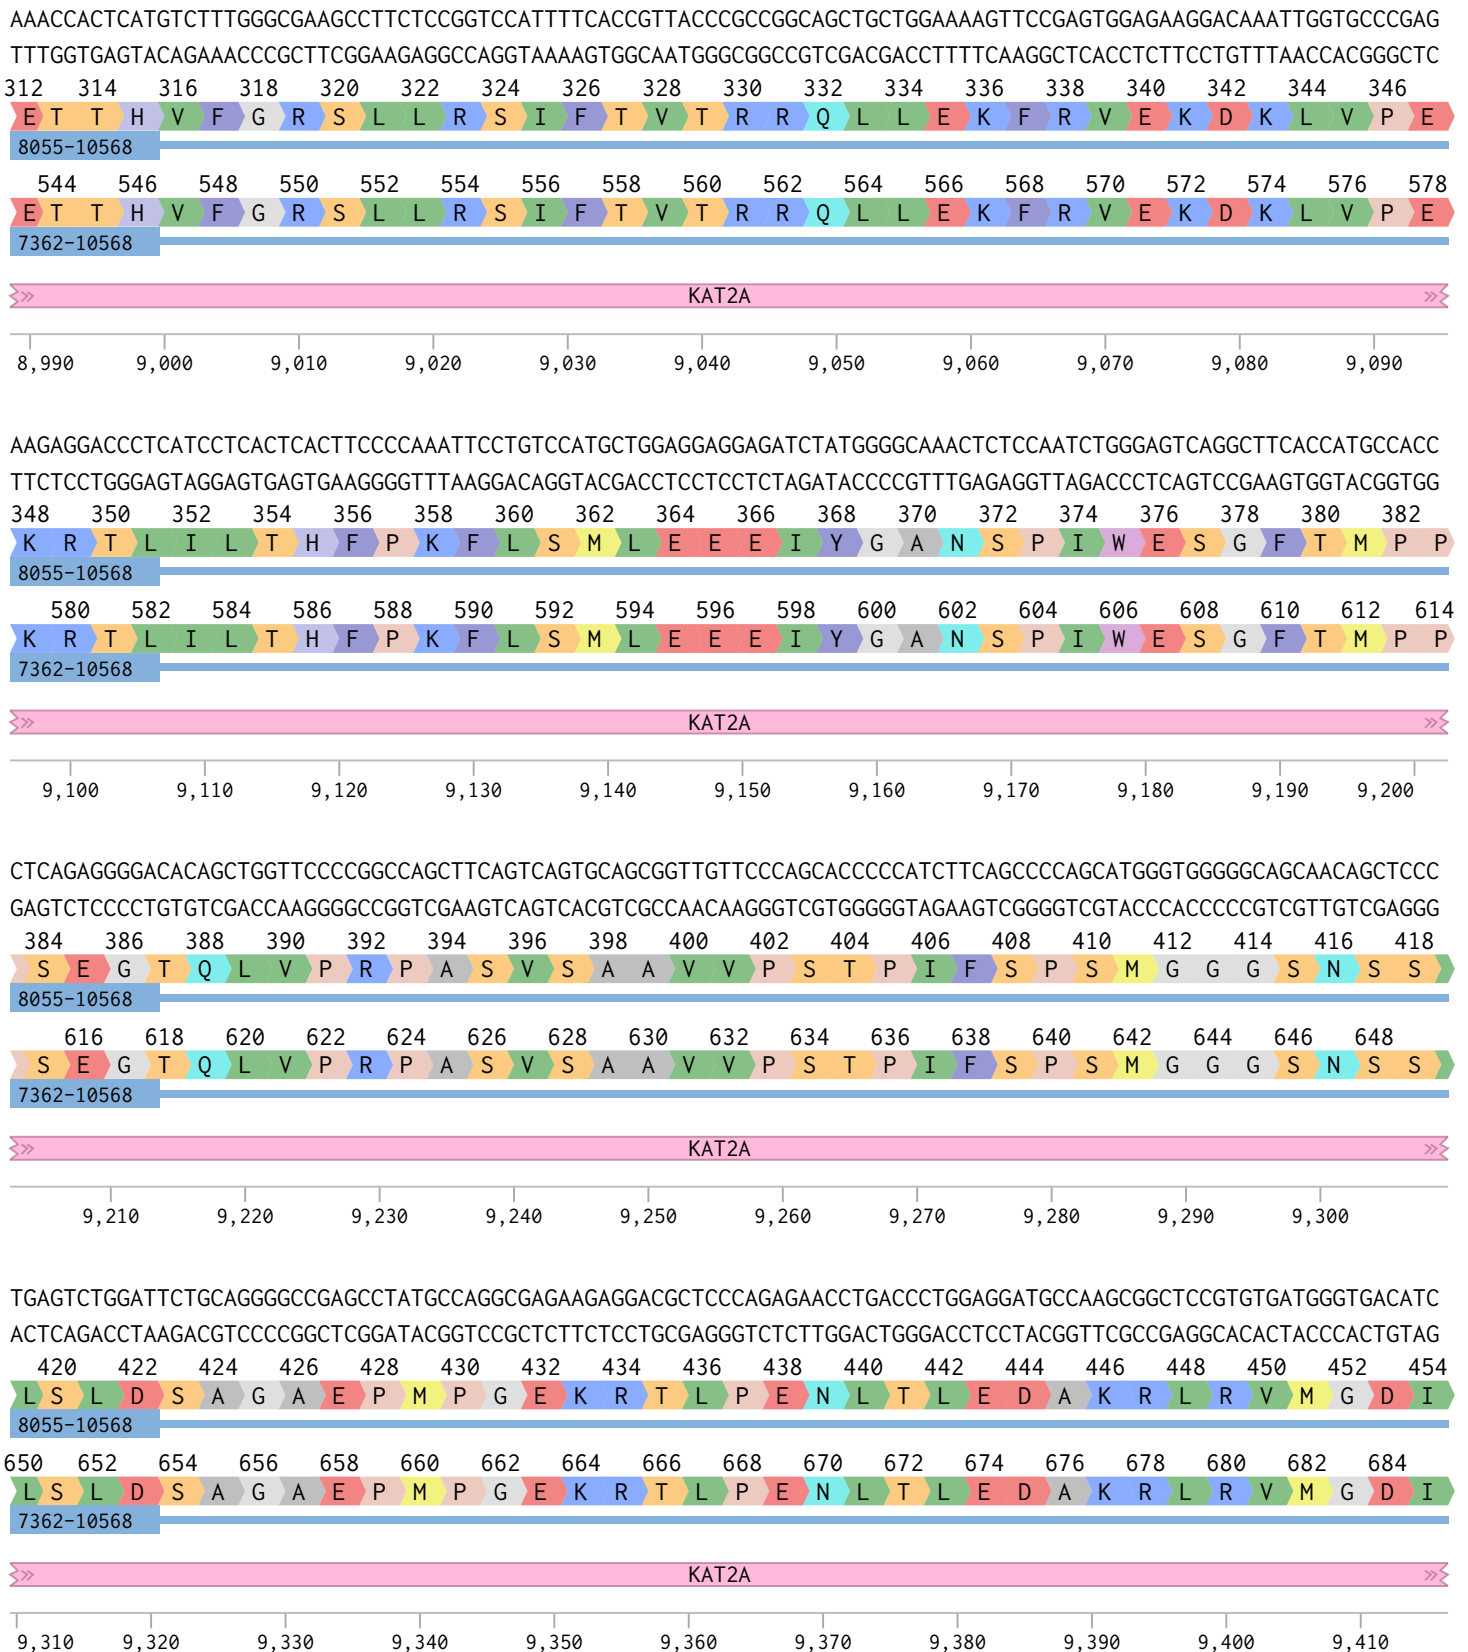 AAACCACTCATGTCTTTGGGCGAAGCCTTCTCCGGTCCATTTTCACCGTTACCCGCCGGCAGCTGCTGGAAAAGTTCCGAGTGGAGAAGGACAAATTGGTGCCCGAG
TTTGGTGAGTACAGAAACCCGCTTCGGAAGAGGCCAGGTAAAAGTGGCAATGGGCGGCCGTCGACGACCTTTTCAAGGCTCACCTCTTCCTGTTTAACCACGGGCTC
312 314 316 318 320 322 324 326 328 330 332 334 336 338 340 342 344 346
E T T H V F G R S L L R S I F T V T R R Q L L E K F R V E K D K L V P E
8055-10568
544 546 548 550 552 554 556 558 560 562 564 566 568 570 572 574 576 578
E T T H V F G R S L L R S I F T V T R R Q L L E K F R V E K D K L V P E
7362-10568
KAT2A
8,990 9,000 9,010 9,020 9,030 9,040 9,050 9,060 9,070 9,080 9,090
AAGAGGACCCTCATCCTCACTCACTTCCCCAAATTCCTGTCCATGCTGGAGGAGGAGATCTATGGGGCAAACTCTCCAATCTGGGAGTCAGGCTTCACCATGCCACC
TTCTCCTGGGAGTAGGAGTGAGTGAAGGGGTTTAAGGACAGGTACGACCTCCTCCTCTAGATACCCCGTTTGAGAGGTTAGACCCTCAGTCCGAAGTGGTACGGTGG
348 350 352 354 356 358 360 362 364 366 368 370 372 374 376 378 380 382
K R T L I L T H F P K F L S M L E E E I Y G A N S P I W E S G F T M P P
8055-10568
580 582 584 586 588 590 592 594 596 598 600 602 604 606 608 610 612 614
K R T L I L T H F P K F L S M L E E E I Y G A N S P I W E S G F T M P P
7362-10568
KAT2A
9,100 9,110 9,120 9,130 9,140 9,150 9,160 9,170 9,180 9,190 9,200
CTCAGAGGGGACACAGCTGGTTCCCCGGCCAGCTTCAGTCAGTGCAGCGGTTGTTCCCAGCACCCCCATCTTCAGCCCCAGCATGGGTGGGGGCAGCAACAGCTCCC
GAGTCTCCCCTGTGTCGACCAAGGGGCCGGTCGAAGTCAGTCACGTCGCCAACAAGGGTCGTGGGGGTAGAAGTCGGGGTCGTACCCACCCCCGTCGTTGTCGAGGG
384 386 388 390 392 394 396 398 400 402 404 406 408 410 412 414 416 418
S E G T Q L V P R P A S V S A A V V P S T P I F S P S M G G G S N S S
8055-10568
616 618 620 622 624 626 628 630 632 634 636 638 640 642 644 646 648
S E G T Q L V P R P A S V S A A V V P S T P I F S P S M G G G S N S S
7362-10568
KAT2A
9,210 9,220 9,230 9,240 9,250 9,260 9,270 9,280 9,290 9,300
TGAGTCTGGATTCTGCAGGGGCCGAGCCTATGCCAGGCGAGAAGAGGACGCTCCCAGAGAACCTGACCCTGGAGGATGCCAAGCGGCTCCGTGTGATGGGTGACATC
ACTCAGACCTAAGACGTCCCCGGCTCGGATACGGTCCGCTCTTCTCCTGCGAGGGTCTCTTGGACTGGGACCTCCTACGGTTCGCCGAGGCACACTACCCACTGTAG
420 422 424 426 428 430 432 434 436 438 440 442 444 446 448 450 452 454
L S L D S A G A E P M P G E K R T L P E N L T L E D A K R L R V M G D I
8055-10568
650 652 654 656 658 660 662 664 666 668 670 672 674 676 678 680 682 684
L S L D S A G A E P M P G E K R T L P E N L T L E D A K R L R V M G D I
7362-10568
KAT2A
9,310 9,320 9,330 9,340 9,350 9,360 9,370 9,380 9,390 9,400 9,410